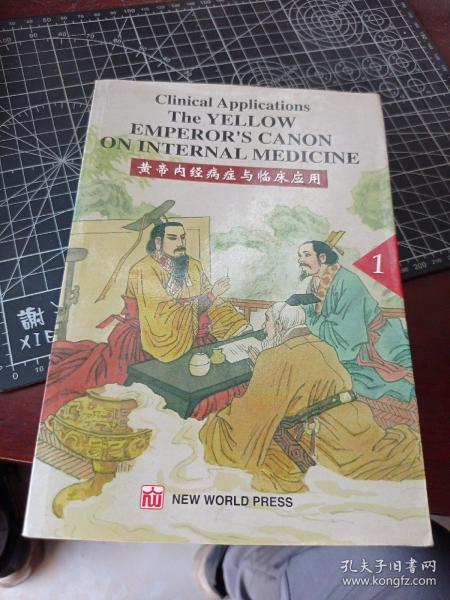 Clinical Applications
The YELLOW
EMPEROR'S CANON
ON INTERNAL MEDICINE
黄帝内经病症与临床应用
1
NEW WORLD PRESS
孔夫子旧书网
www.kongfz.com